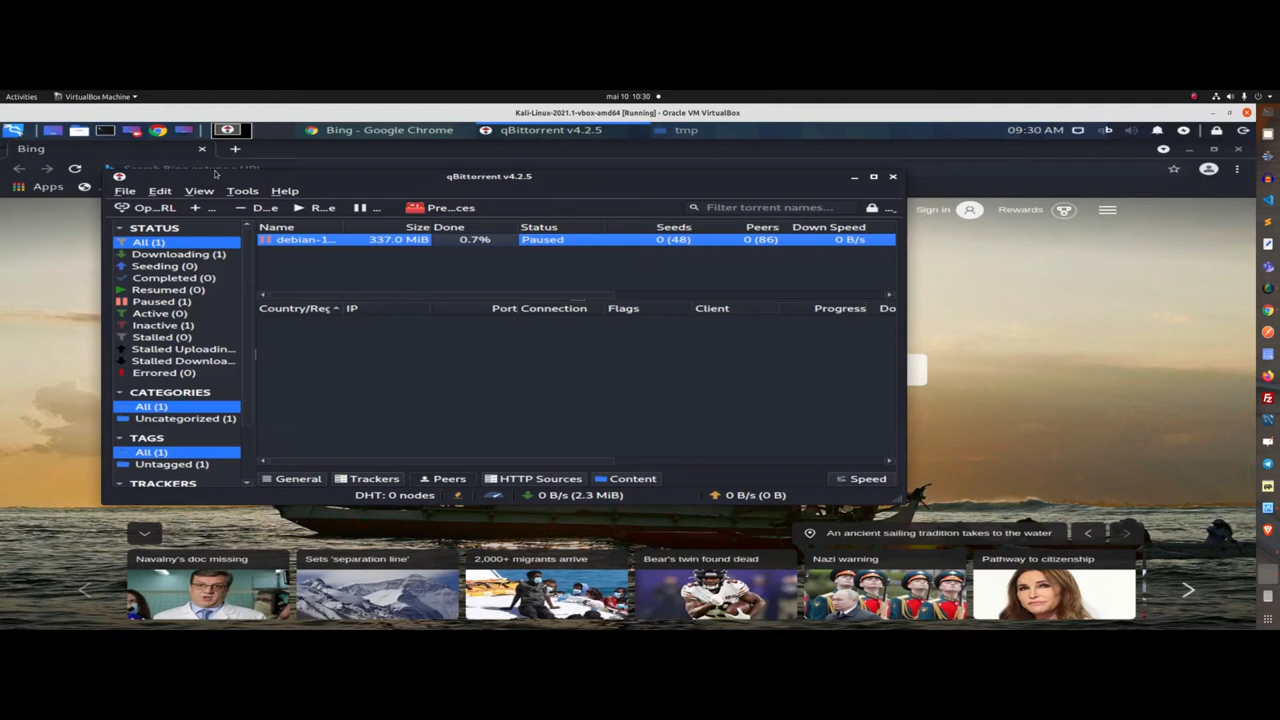 Activities VirtualBox Machine mai 10 10:30
Kali-Linux-2021.1-vbox-amd64 [Running] - Oracle VM VirtualBox
Bing - Google Chrome qBittorrent v4.2.5 tmp 09:30 AM qb
Bing
Apps
qBittorrent v4.2.5
File Edit View Tools Help
Op...RL ... D...e R...e ... Pre...ces Filter torrent names... ...
Sign in Rewards
STATUS
All (1)
Downloading (1)
Seeding (0)
Completed (0)
Resumed (0)
Paused (1)
Active (0)
Inactive (1)
Stalled (0)
Stalled Uploadin...
Stalled Downloa...
Errored (0)
CATEGORIES
All (1)
Uncategorized (1)
TAGS
All (1)
Untagged (1)
TRACKERS
Name Size Done Status Seeds Peers Down Speed
debian-1... 337.0 MiB 0.7% Paused 0 (48) 0 (86) 0 B/s
Country/Reg IP Port Connection Flags Client Progress Do
General Trackers Peers HTTP Sources Content Speed
DHT: 0 nodes 0 B/s (2.3 MiB) 0 B/s (0 B)
An ancient sailing tradition takes to the water
Navalny's doc missing Sets 'separation line' 2,000+ migrants arrive Bear's twin found dead Nazi warning Pathway to citizenship